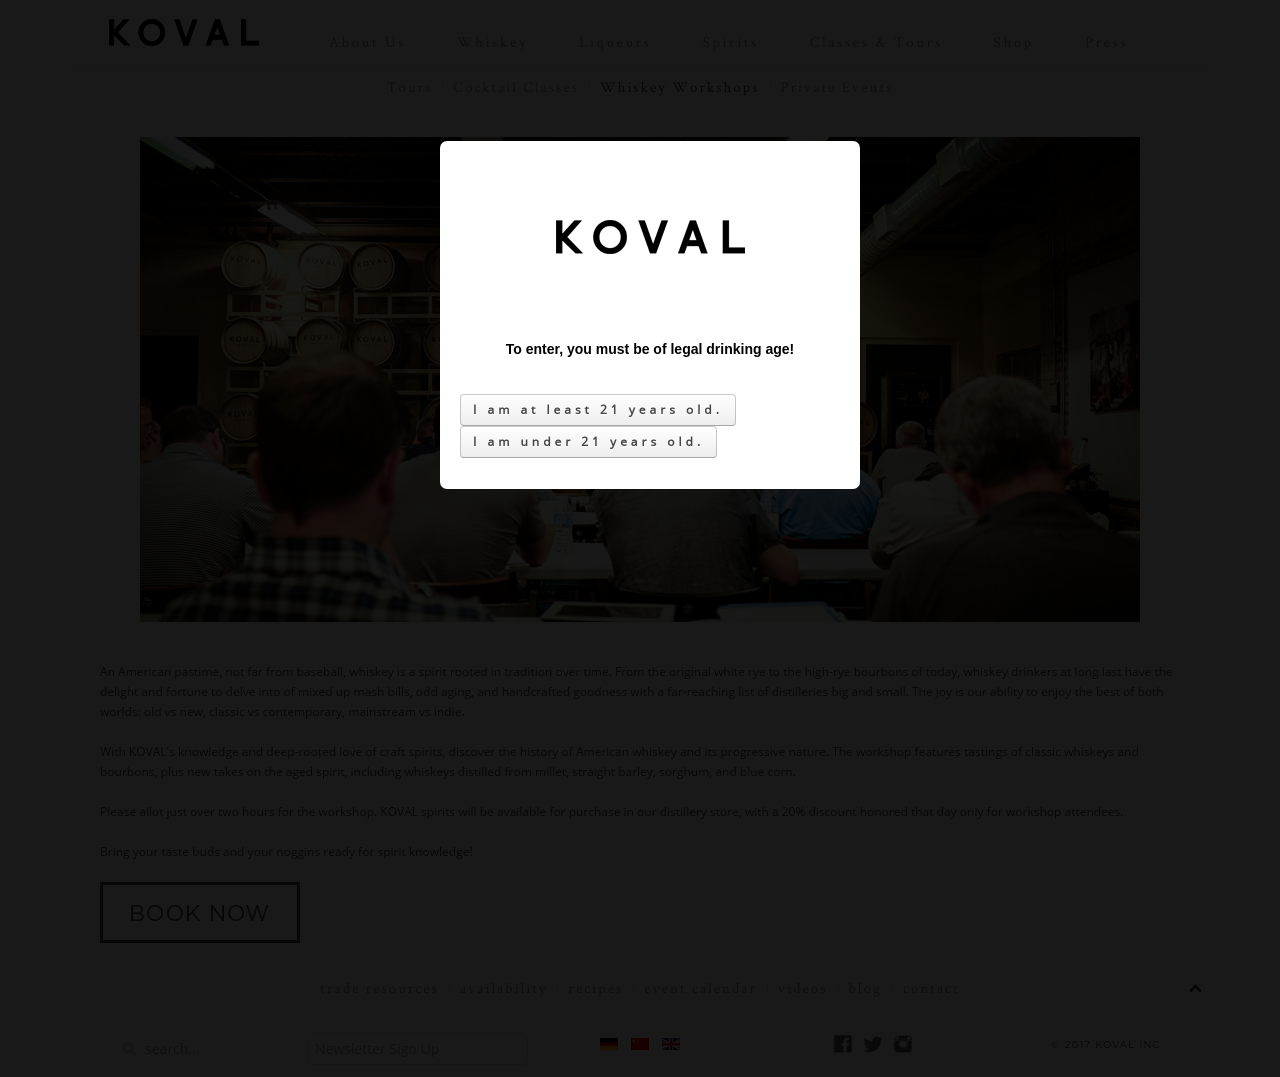 KOVAL
About Us Whiskey Liqueurs Spirits Classes & Tours Shop Press
Tours Cocktail Classes Whiskey Workshops Private Events
KOVAL
To enter, you must be of legal drinking age!
I am at least 21 years old.
I am under 21 years old.
An American pastime, not far from baseball, whiskey is a spirit rooted in tradition over time. From the original white rye to the high-rye bourbons of today, whiskey drinkers at long last have the
delight and fortune to delve into of mixed up mash bills, odd aging, and handcrafted goodness with a far-reaching list of distilleries big and small. The joy is our ability to enjoy the best of both
worlds: old vs new, classic vs contemporary, mainstream vs indie.
With KOVAL's knowledge and deep-rooted love of craft spirits, discover the history of American whiskey and its progressive nature. The workshop features tastings of classic whiskeys and
bourbons, plus new takes on the aged spirit, including whiskeys distilled from millet, straight barley, sorghum, and blue corn.
Please allot just over two hours for the workshop. KOVAL spirits will be available for purchase in our distillery store, with a 20% discount honored that day only for workshop attendees.
Bring your taste buds and your noggins ready for spirit knowledge!
BOOK NOW
trade resources availability recipes event calendar videos blog contact
search... Newsletter Sign Up © 2017 KOVAL INC